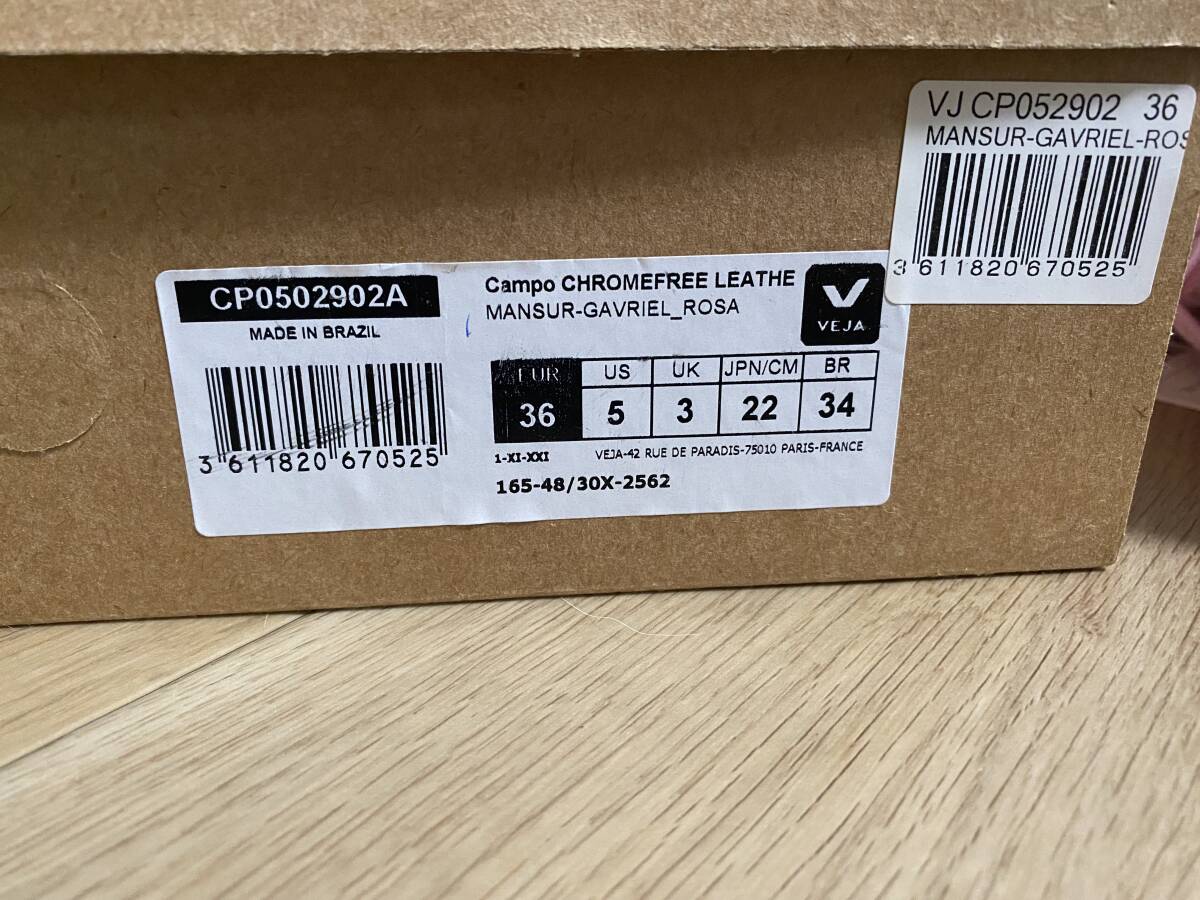 VJ CP052902 36
MANSUR-GAVRIEL-ROS
3 611820 670525
CP0502902A
MADE IN BRAZIL
3 611820 670525
Campo CHROMEFREE LEATHE
MANSUR-GAVRIEL_ROSA
VEJA
EUR US UK JPN/CM BR
36 5 3 22 34
1-XI-XXI VEJA-42 RUE DE PARADIS-75010 PARIS-FRANCE
165-48/30X-2562